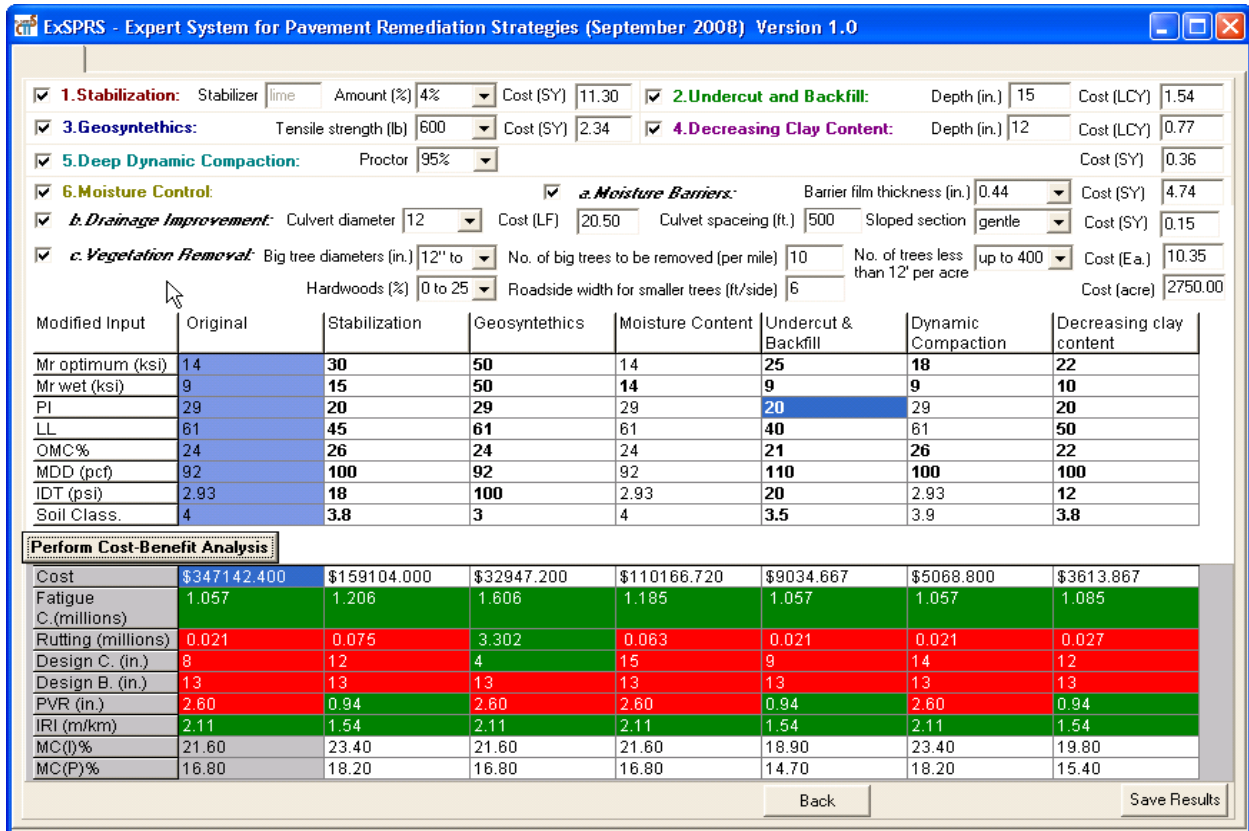 ExSPRS - Expert System for Pavement Remediation Strategies (September 2008) Version 1.0
1.Stabilization: Stabilizer lime Amount (%) 4% Cost (SY) 11.30 2.Undercut and Backfill: Depth (in.) 15 Cost (LCY) 1.54
3.Geosyntethics: Tensile strength (lb) 600 Cost (SY) 2.34 4.Decreasing Clay Content: Depth (in.) 12 Cost (LCY) 0.77
5.Deep Dynamic Compaction: Proctor 95% Cost (SY) 0.36
6.Moisture Control: a.Moisture Barriers: Barrier film thickness (in.) 0.44 Cost (SY) 4.74
b.Drainage Improvement: Culvert diameter 12 Cost (LF) 20.50 Culvet spaceing (ft.) 500 Sloped section gentle Cost (SY) 0.15
c.Vegetation Removal: Big tree diameters (in.) 12" to No. of big trees to be removed (per mile) 10 No. of trees less than 12' per acre up to 400 Cost (Ea.) 10.35
Hardwoods (%) 0 to 25 Roadside width for smaller trees (ft/side) 6 Cost (acre) 2750.00
Modified Input Original Stabilization Geosyntethics Moisture Content Undercut & Backfill Dynamic Compaction Decreasing clay content
Mr optimum (ksi) 14 30 50 14 25 18 22
Mr wet (ksi) 9 15 50 14 9 9 10
PI 29 20 29 29 20 29 20
LL 61 45 61 61 40 61 50
OMC% 24 26 24 24 21 26 22
MDD (pcf) 92 100 92 92 110 100 100
IDT (psi) 2.93 18 100 2.93 20 2.93 12
Soil Class. 4 3.8 3 4 3.5 3.9 3.8
Perform Cost-Benefit Analysis
Cost $347142.400 $159104.000 $32947.200 $110166.720 $9034.667 $5068.800 $3613.867
Fatigue C.(millions) 1.057 1.206 1.606 1.185 1.057 1.057 1.085
Rutting (millions) 0.021 0.075 3.302 0.063 0.021 0.021 0.027
Design C. (in.) 8 12 4 15 9 14 12
Design B. (in.) 13 13 13 13 13 13 13
PVR (in.) 2.60 0.94 2.60 2.60 0.94 2.60 0.94
IRI (m/km) 2.11 1.54 2.11 2.11 1.54 2.11 1.54
MC(I)% 21.60 23.40 21.60 21.60 18.90 23.40 19.80
MC(P)% 16.80 18.20 16.80 16.80 14.70 18.20 15.40
Back Save Results